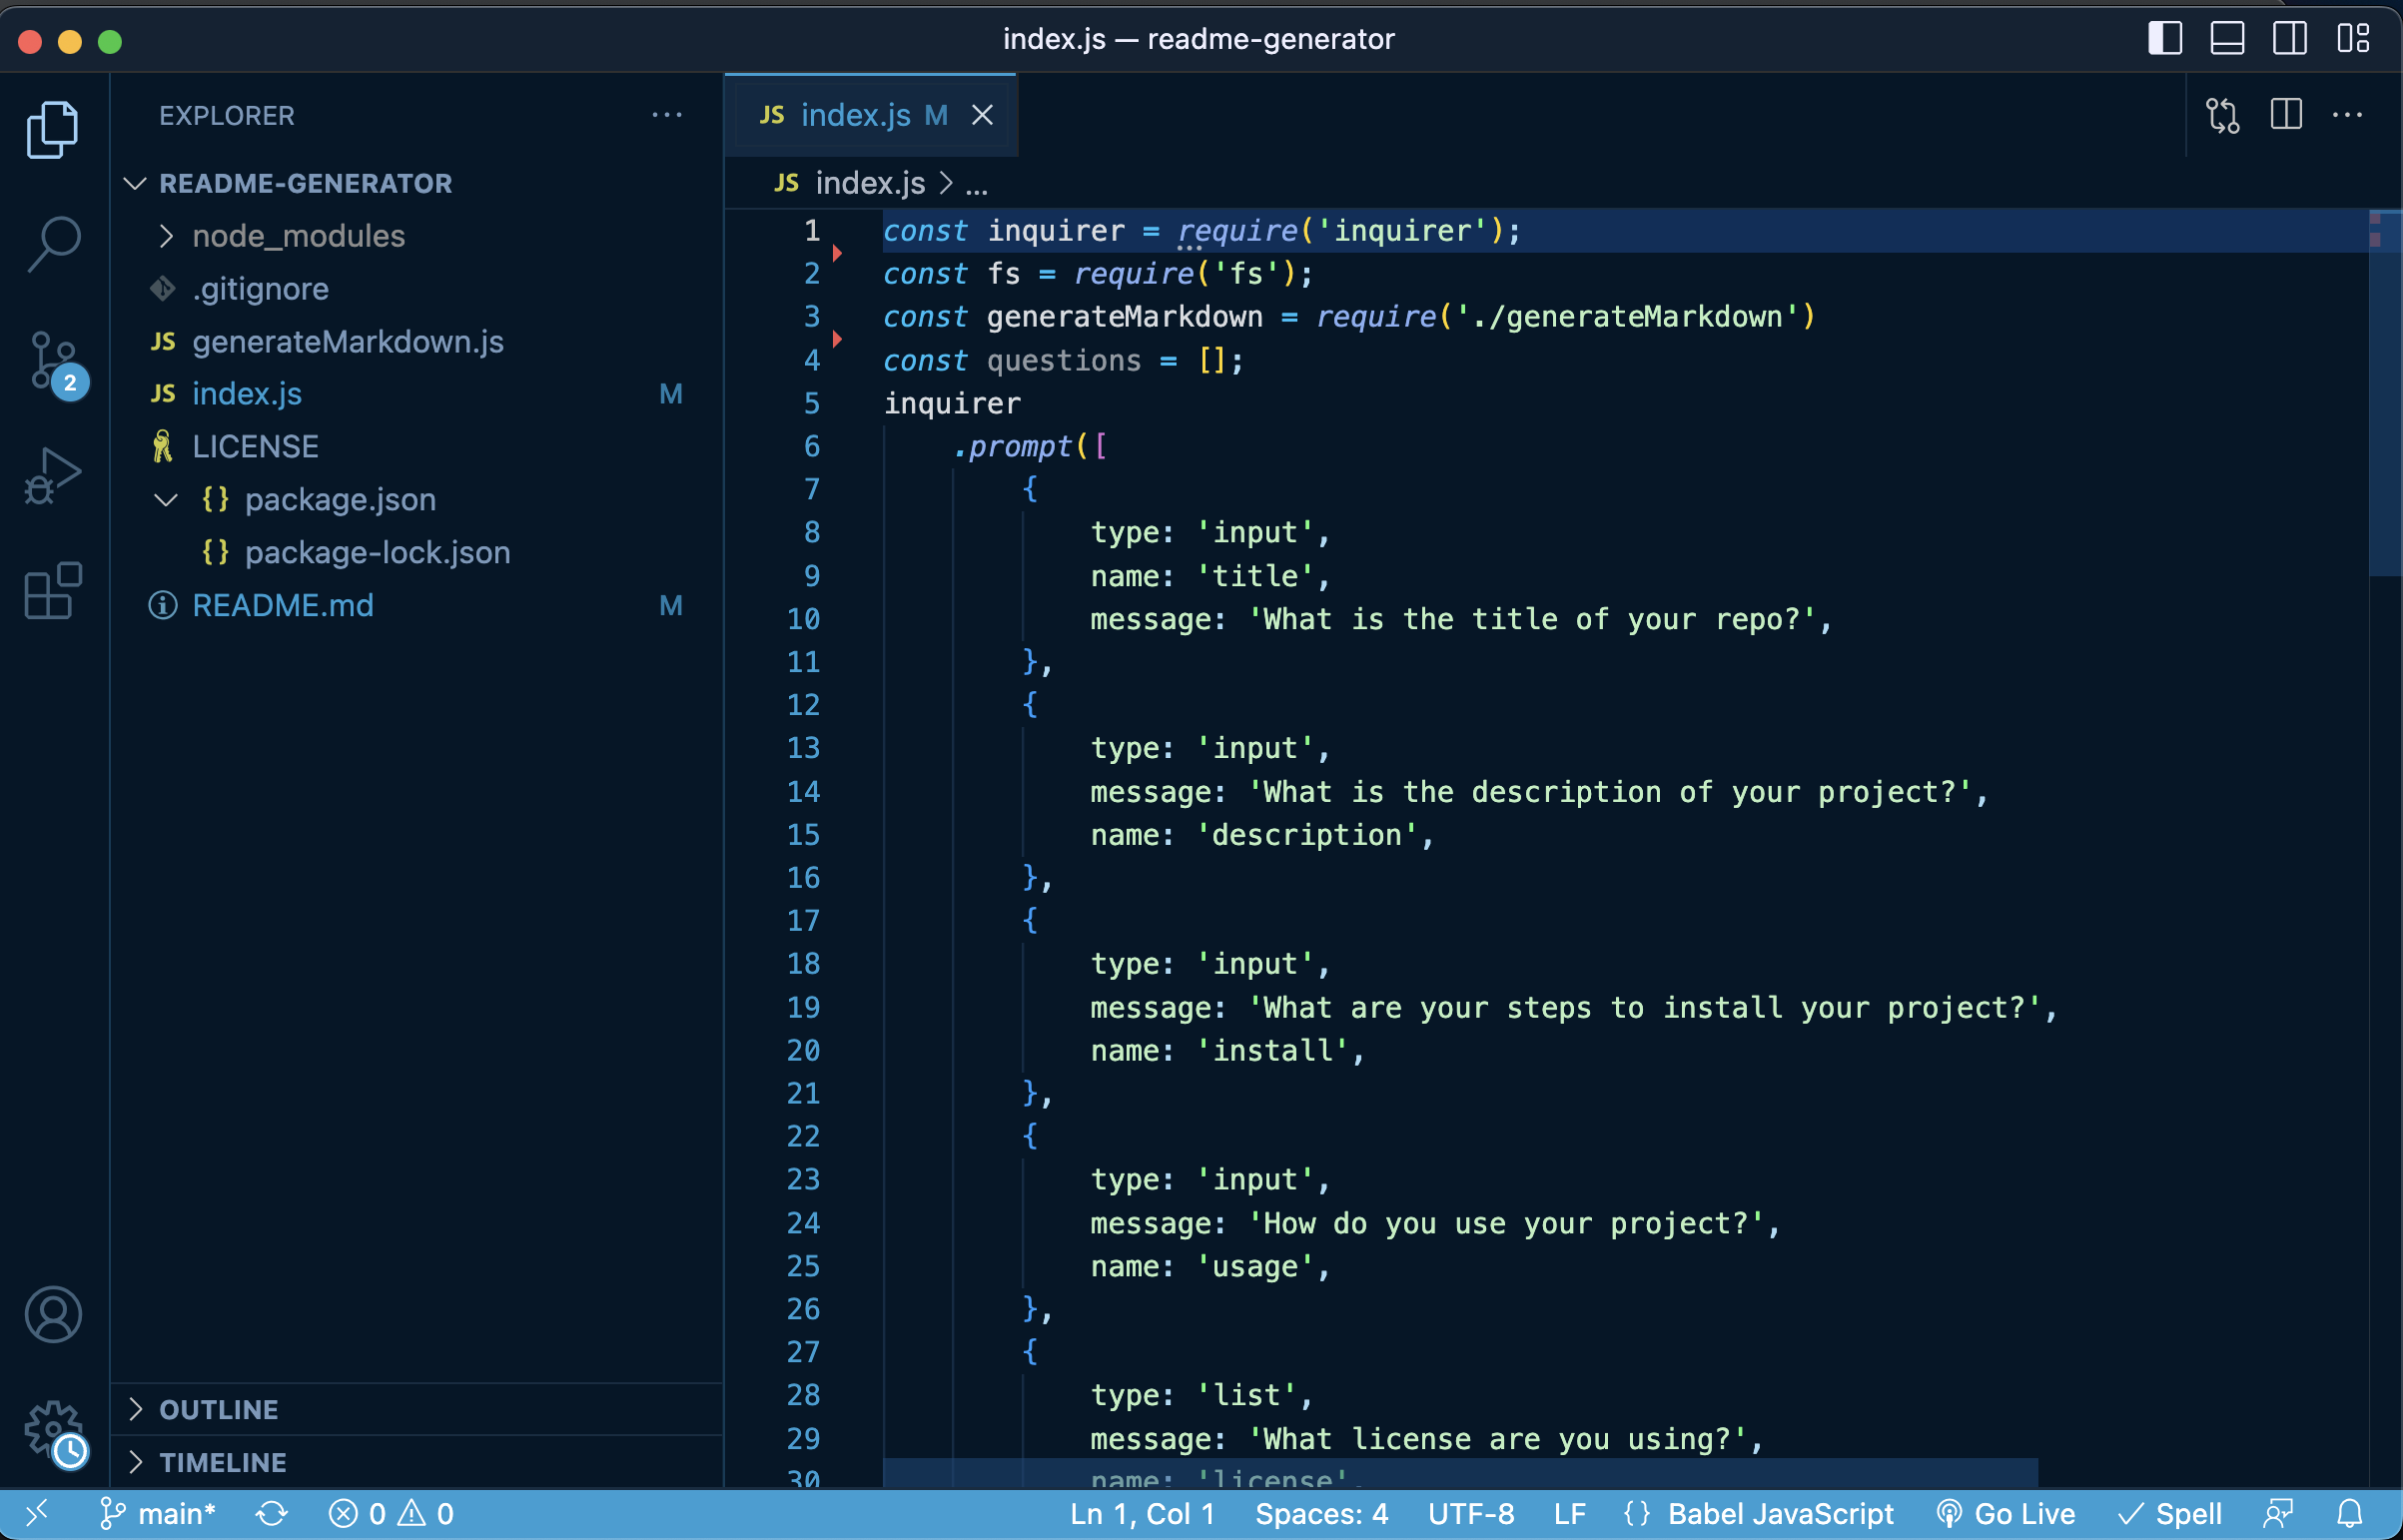 index.js — readme-generator
EXPLORER
README-GENERATOR
node_modules
.gitignore
JS generateMarkdown.js
JS index.js M
LICENSE
{} package.json
{} package-lock.json
README.md M
2
OUTLINE
TIMELINE
JS index.js M
JS index.js > ...
1 const inquirer = require('inquirer');
2 const fs = require('fs');
3 const generateMarkdown = require('./generateMarkdown')
4 const questions = [];
5 inquirer
6 .prompt([
7 {
8 type: 'input',
9 name: 'title',
10 message: 'What is the title of your repo?',
11 },
12 {
13 type: 'input',
14 message: 'What is the description of your project?',
15 name: 'description',
16 },
17 {
18 type: 'input',
19 message: 'What are your steps to install your project?',
20 name: 'install',
21 },
22 {
23 type: 'input',
24 message: 'How do you use your project?',
25 name: 'usage',
26 },
27 {
28 type: 'list',
29 message: 'What license are you using?',
30 name: 'license',
main* 0 0 Ln 1, Col 1 Spaces: 4 UTF-8 LF {} Babel JavaScript Go Live Spell